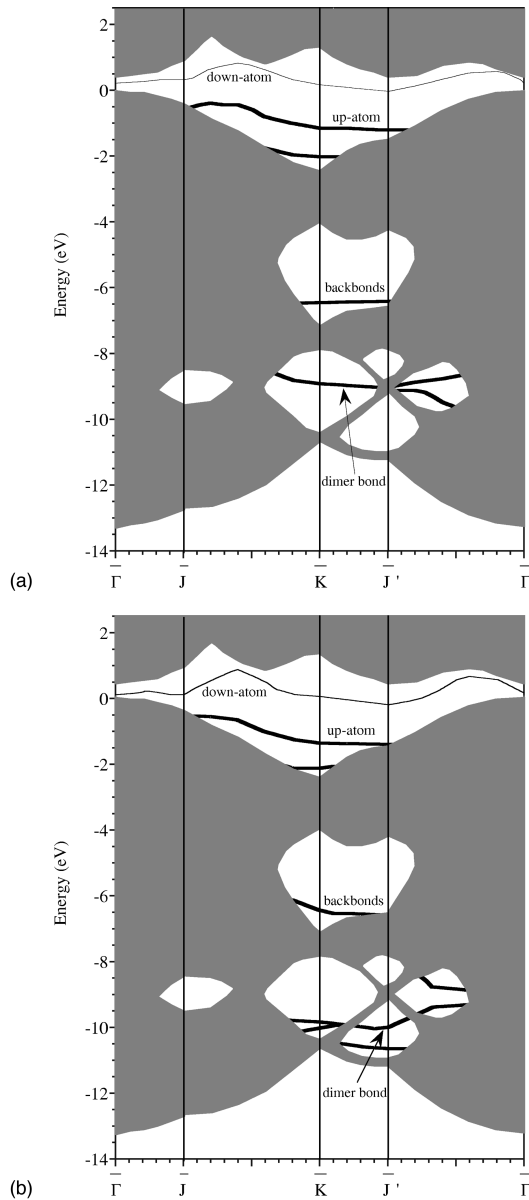 2
0
-2
-4
-6
-8
-10
-12
-14
Energy (eV)
down-atom
up-atom
backbonds
dimer bond
(a)
Γ̅ J̅ K̅ J̅ ' Γ̅
2
0
-2
-4
-6
-8
-10
-12
-14
Energy (eV)
down-atom
up-atom
backbonds
dimer bond
(b)
Γ̅ J̅ K̅ J̅ ' Γ̅